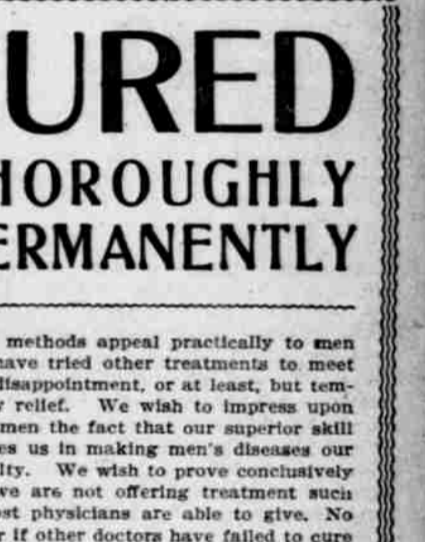 URED
HOROUGHLY
ERMANENTLY
methods appeal practically to men
have tried other treatments to meet
disappointment, or at least, but tem-
relief. We wish to impress upon
men the fact that our superior skill
es us in making men's diseases our
lty. We wish to prove conclusively
we are not offering treatment such
st physicians are able to give. No
r if other doctors have failed to cure